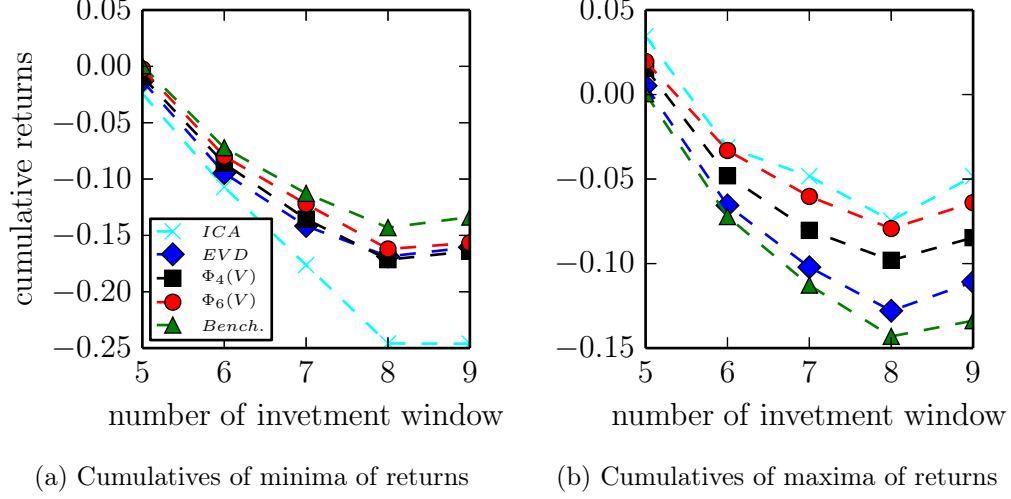 cumulative returns
0.05
0.00
−0.05
−0.10
−0.15
−0.20
−0.25
ICA
EVD
Φ4(V)
Φ6(V)
Bench.
5 6 7 8 9
number of invetment window
(a) Cumulatives of minima of returns
0.05
0.00
−0.05
−0.10
−0.15
5 6 7 8 9
number of invetment window
(b) Cumulatives of maxima of returns